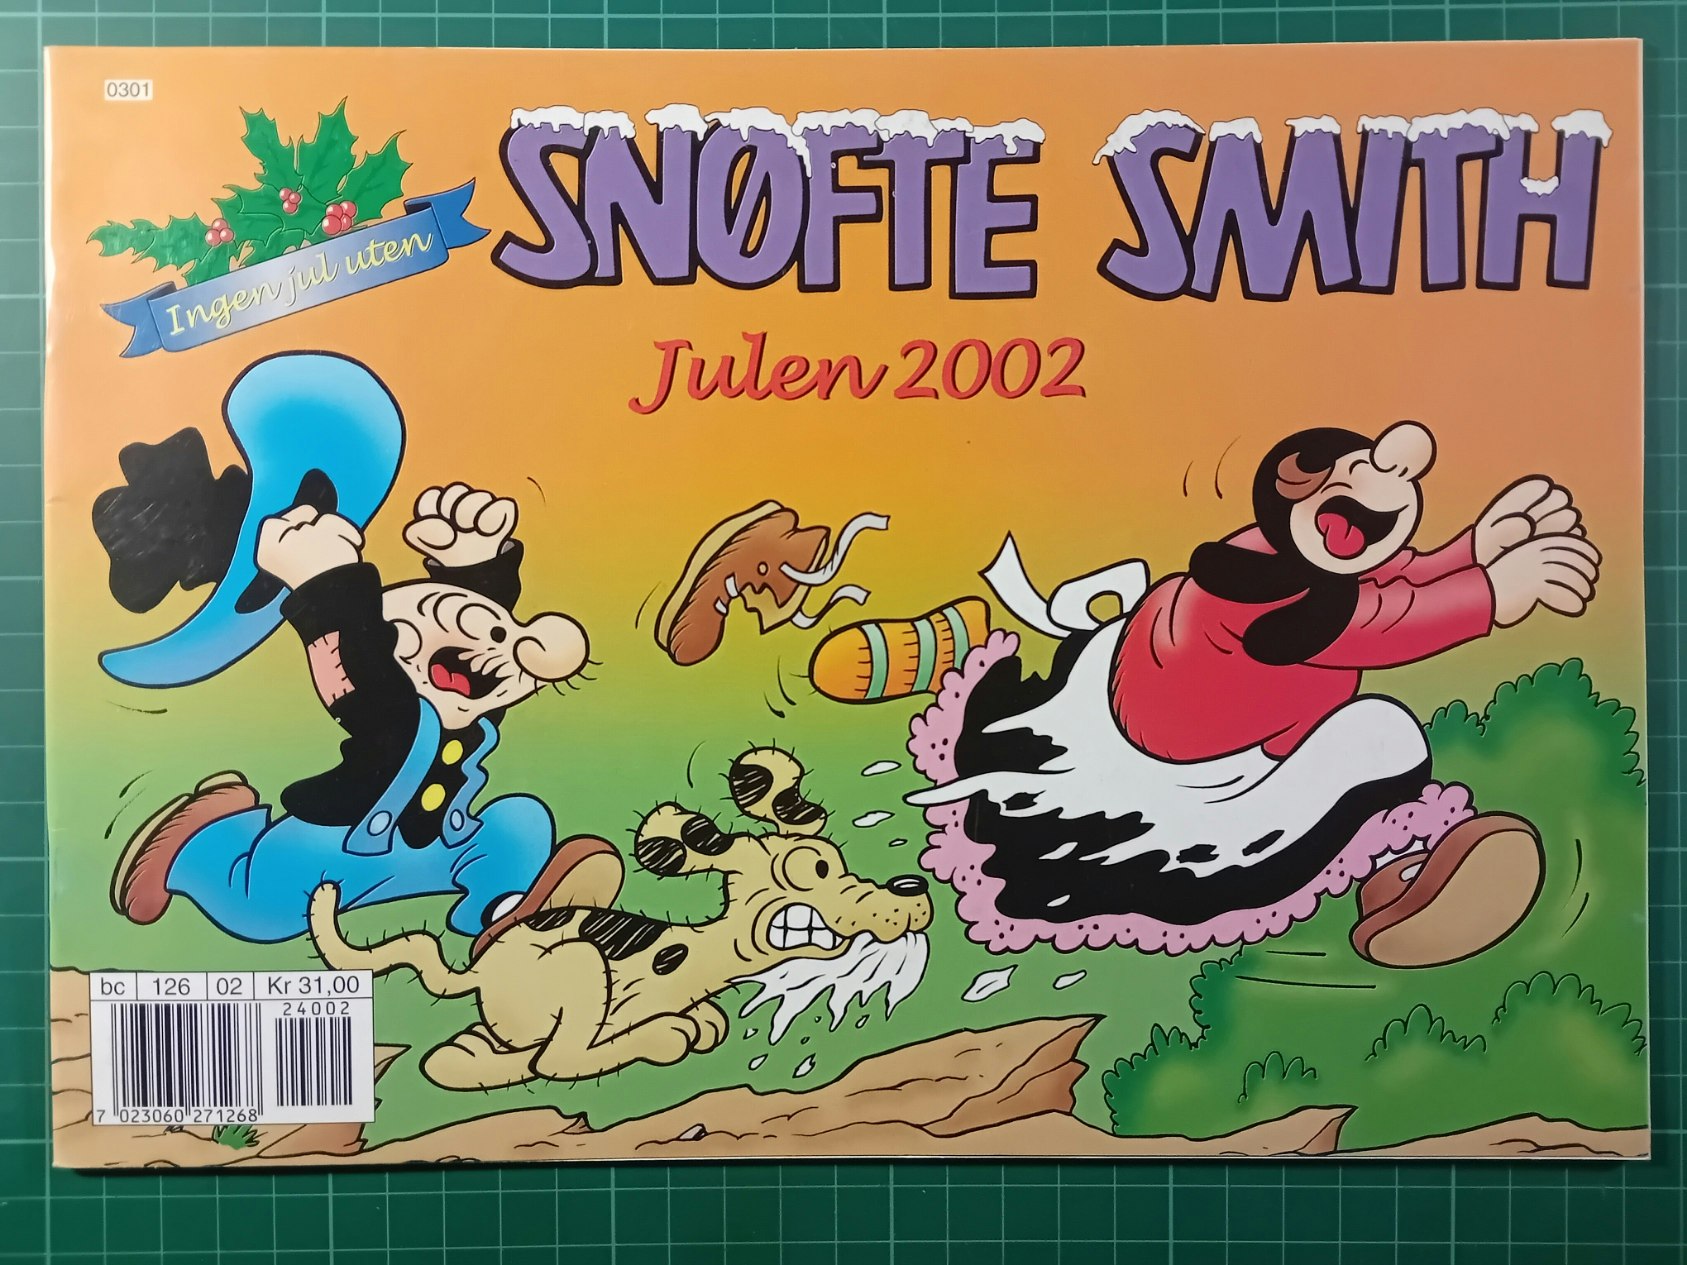 0301
Ingen jul uten
SNØFTE SMITH
Julen 2002
bc 126 02 Kr 31,00
24002
7 023060 271268